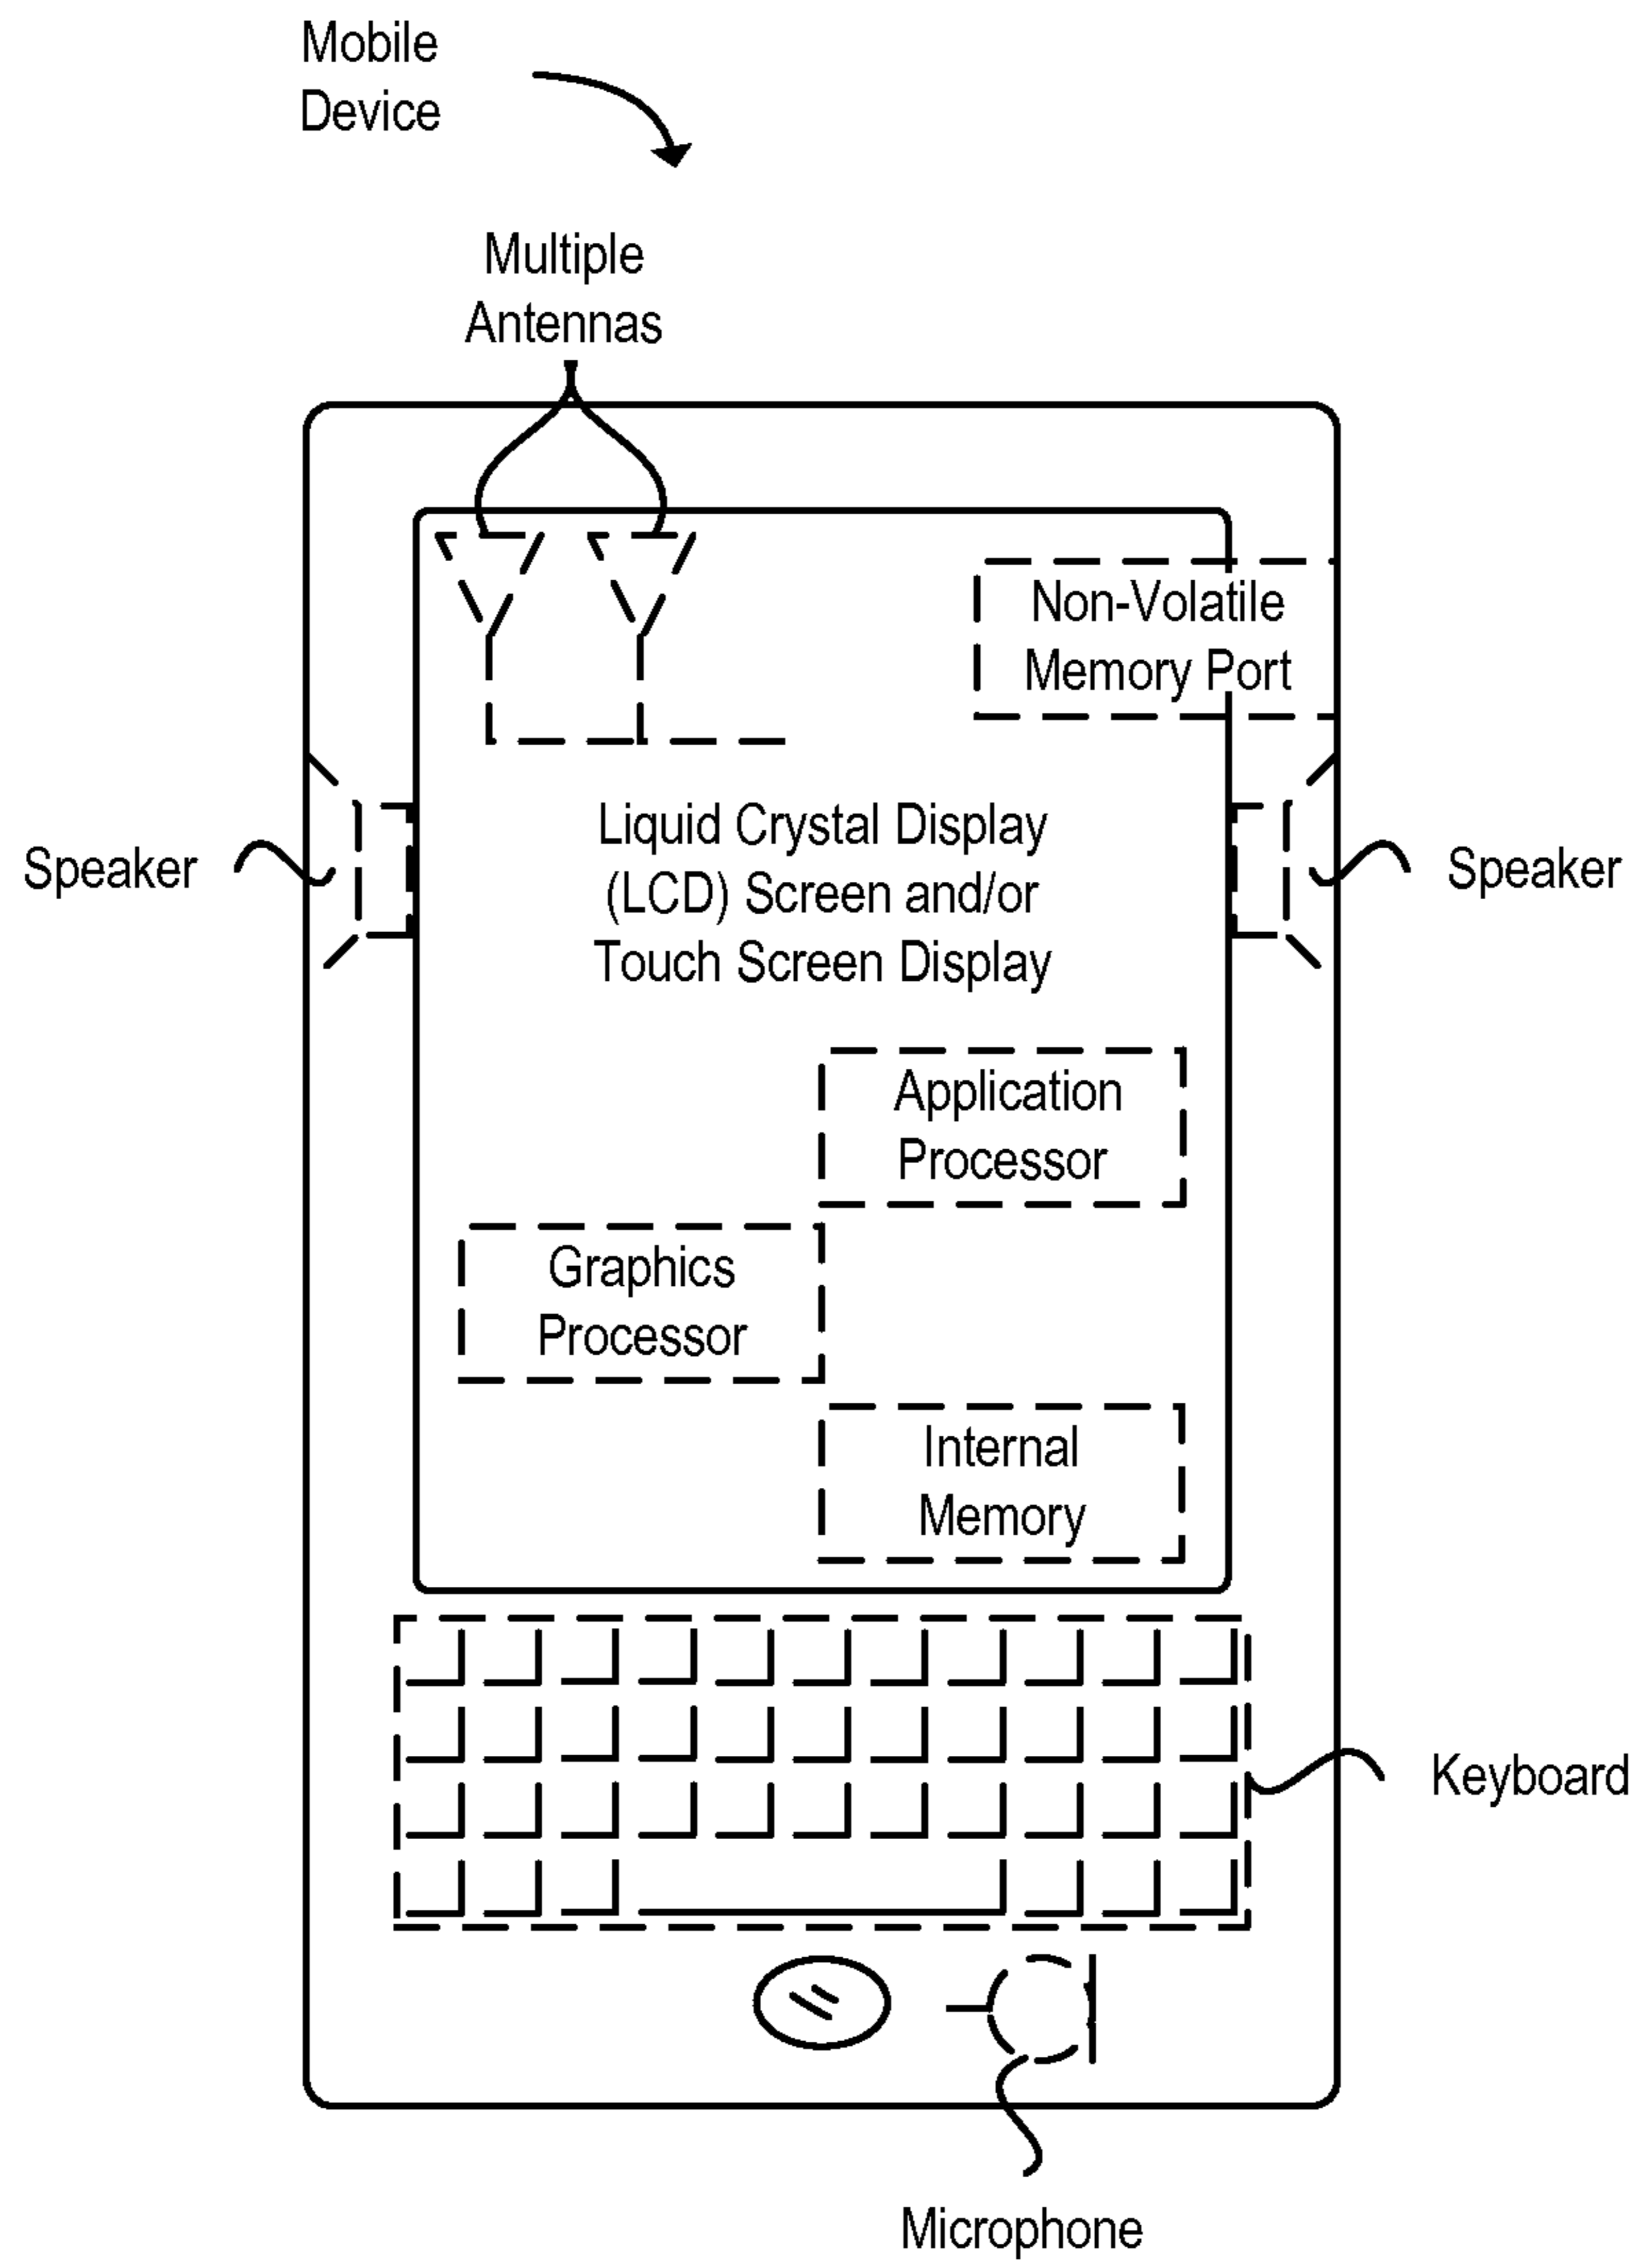 Mobile
Device
Multiple
Antennas
Non-Volatile
Memory Port
Liquid Crystal Display
(LCD) Screen and/or
Touch Screen Display
Speaker
Speaker
Application
Processor
Graphics
Processor
Internal
Memory
Keyboard
Microphone